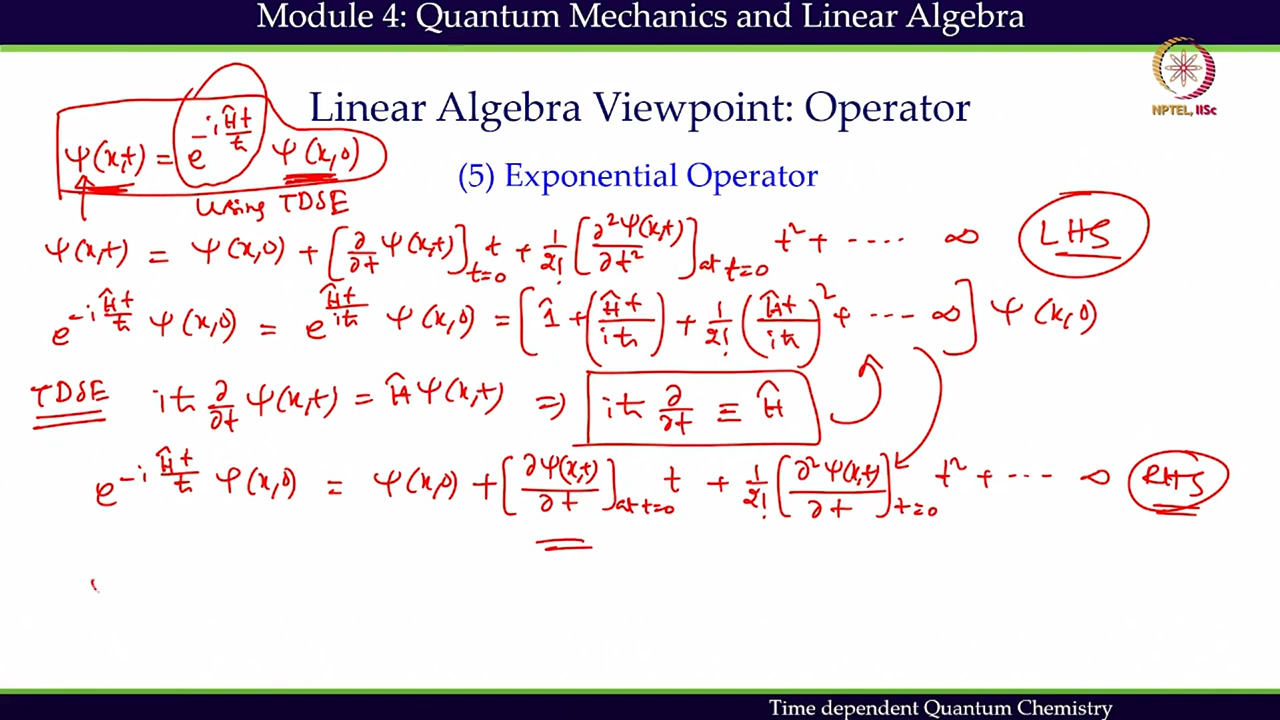 Module 4: Quantum Mechanics and Linear Algebra
NPTEL, IISc
Linear Algebra Viewpoint: Operator
ψ(x,t) = e^{-iĤt/ħ} ψ(x,0)
(5) Exponential Operator
using TDSE
ψ(x,t) = ψ(x,0) + [∂/∂t ψ(x,t)]_{t=0} t + 1/2! [∂²ψ(x,t)/∂t²]_{at t=0} t² + ---- ∞ LHS
e^{-iĤt/ħ} ψ(x,0) = e^{Ĥt/iħ} ψ(x,0) = [1̂ + (Ĥt/iħ) + 1/2! (Ĥt/iħ)² + --- ∞] ψ(x,0)
TDSE iħ ∂/∂t ψ(x,t) = Ĥψ(x,t) ⇒ iħ ∂/∂t ≡ Ĥ
e^{-iĤt/ħ} ψ(x,0) = ψ(x,0) + [∂ψ(x,t)/∂t]_{at t=0} t + 1/2! [∂²ψ(x,t)/∂t]_{t=0} t² + --- ∞ RHS
Time dependent Quantum Chemistry